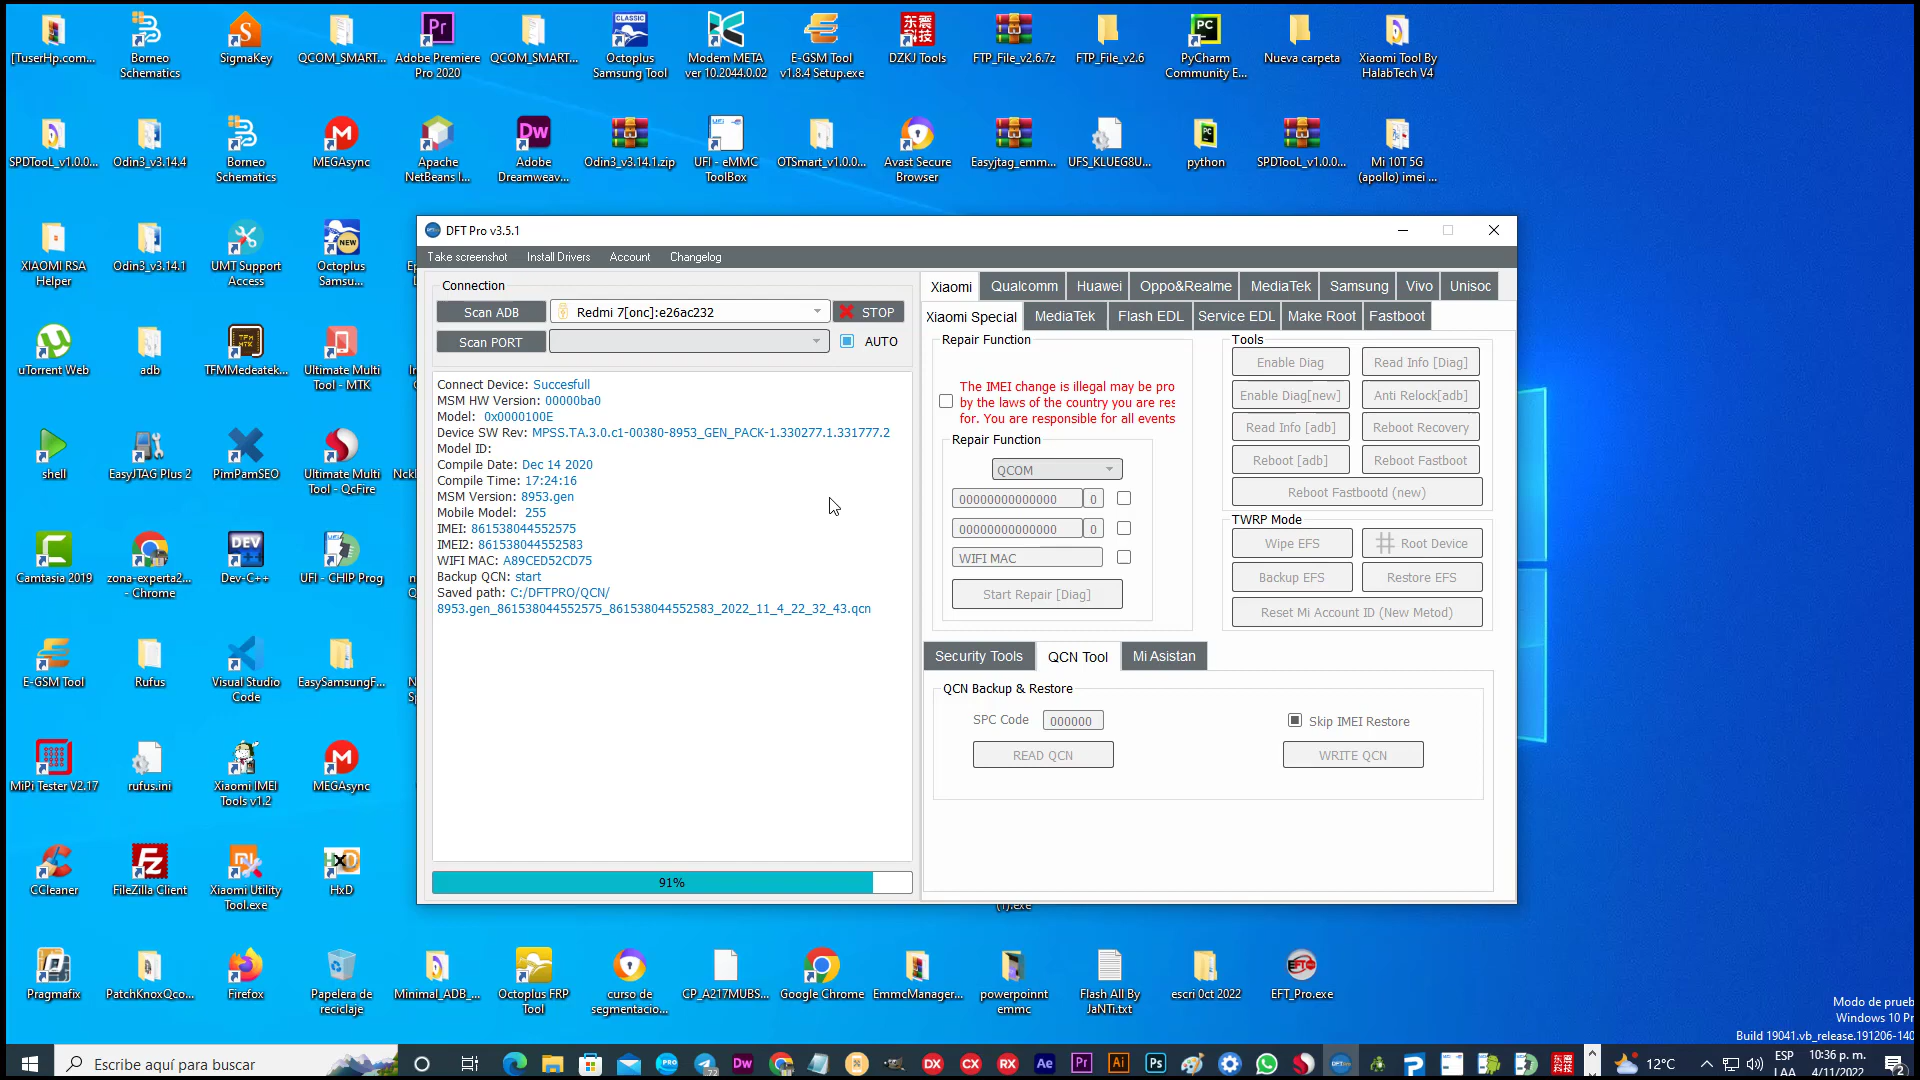 [TuserHp.com...
Borneo
Schematics
SigmaKey
QCOM_SMART...
Adobe Premiere
Pro 2020
QCOM_SMART...
Octoplus
Samsung Tool
Modem META
ver 10.2044.0.02
E-GSM Tool
v1.8.4 Setup.exe
DZKJ Tools
FTP_File_v2.6.7z
FTP_File_v2.6
PyCharm
Community E...
Nueva carpeta
Xiaomi Tool By
HalabTech V4
SPDTooL_v1.0.0...
Odin3_v3.14.4
Borneo
Schematics
MEGAsync
Apache
NetBeans I...
Adobe
Dreamweav...
Odin3_v3.14.1.zip
UFI - eMMC
ToolBox
OTSmart_v1.0.0...
Avast Secure
Browser
Easyjtag_emm...
UFS_KLUEG8U...
python
SPDTooL_v1.0.0...
Mi 10T 5G
(apollo) imei ...
XIAOMI RSA
Helper
Odin3_v3.14.1
UMT Support
Access
Octoplus
Samsu...
uTorrent Web
adb
TFMMedeatek...
Ultimate Multi
Tool - MTK
shell
EasyJTAG Plus 2
PimPamSEO
Ultimate Multi
Tool - QcFire
Camtasia 2019
zona-experta2...
- Chrome
Dev-C++
UFI - CHIP Prog
E-GSM Tool
Rufus
Visual Studio
Code
EasySamsungF...
MiPi Tester V2.17
rufus.ini
Xiaomi IMEI
Tools v1.2
MEGAsync
CCleaner
FileZilla Client
Xiaomi Utility
Tool.exe
HxD
Pragmafix
PatchKnoxQco...
Firefox
Papelera de
reciclaje
Minimal_ADB_...
Octoplus FRP
Tool
curso de
segmentacio...
CP_A217MUBS...
Google Chrome
EmmcManager...
powerpoinnt
emmc
Flash All By
JaNTi.txt
escri 0ct 2022
EFT_Pro.exe
DFT Pro v3.5.1
Take screenshot Install Drivers Account Changelog
Connection
Scan ADB Redmi 7[onc]:e26ac232 STOP
Scan PORT AUTO
Connect Device: Succesfull
MSM HW Version: 00000ba0
Model: 0x0000100E
Device SW Rev: MPSS.TA.3.0.c1-00380-8953_GEN_PACK-1.330277.1.331777.2
Model ID:
Compile Date: Dec 14 2020
Compile Time: 17:24:16
MSM Version: 8953.gen
Mobile Model: 255
IMEI: 861538044552575
IMEI2: 861538044552583
WIFI MAC: A89CED52CD75
Backup QCN: start
Saved path: C:/DFTPRO/QCN/
8953.gen_861538044552575_861538044552583_2022_11_4_22_32_43.qcn
91%
Xiaomi Qualcomm Huawei Oppo&Realme MediaTek Samsung Vivo Unisoc
Xiaomi Special MediaTek Flash EDL Service EDL Make Root Fastboot
Repair Function
The IMEI change is illegal may be pro
by the laws of the country you are res
for. You are responsible for all events
Repair Function
QCOM
00000000000000 0
00000000000000 0
WIFI MAC
Start Repair [Diag]
Tools
Enable Diag Read Info [Diag]
Enable Diag[new] Anti Relock[adb]
Read Info [adb] Reboot Recovery
Reboot [adb] Reboot Fastboot
Reboot Fastbootd (new)
TWRP Mode
Wipe EFS Root Device
Backup EFS Restore EFS
Reset Mi Account ID (New Metod)
Security Tools QCN Tool Mi Asistan
QCN Backup & Restore
SPC Code 000000 Skip IMEI Restore
READ QCN WRITE QCN
Modo de prueb
Windows 10 Pr
Build 19041.vb_release.191206-140
Escribe aquí para buscar
12°C
ESP
LAA
10:36 p. m.
4/11/2022